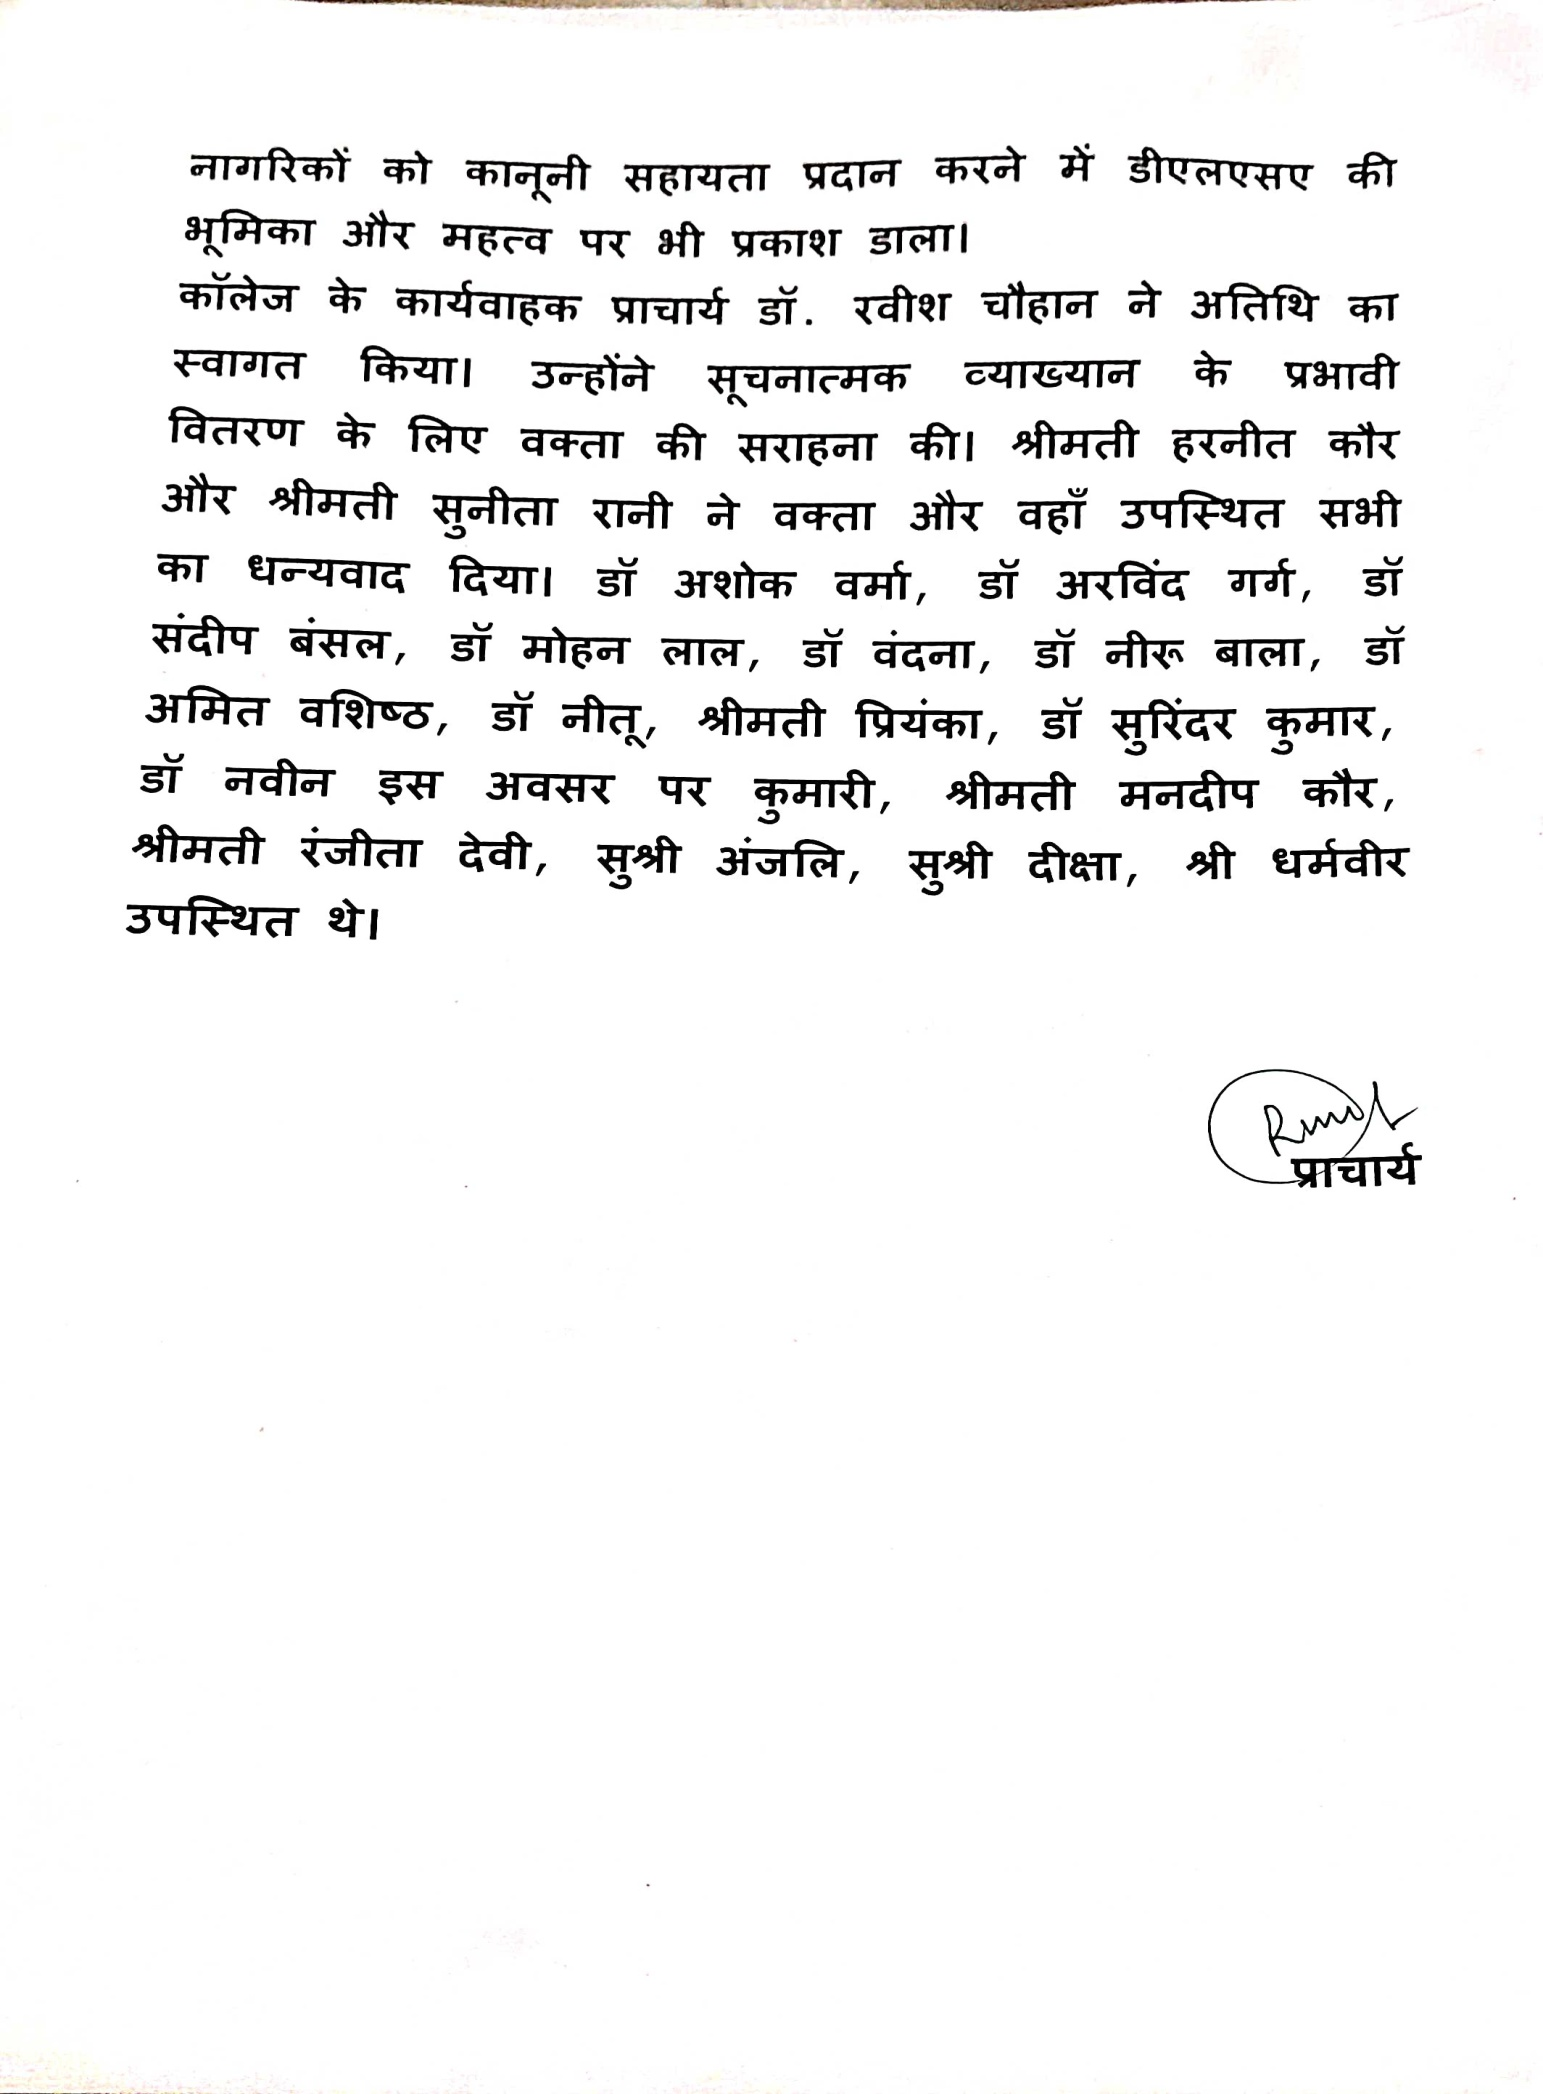 नागरिकों को कानूनी सहायता प्रदान करने में डीएलएसए की
भूमिका और महत्व पर भी प्रकाश डाला।
कॉलेज के कार्यवाहक प्राचार्य डॉ. रवीश चौहान ने अतिथि का
स्वागत किया। उन्होंने सूचनात्मक व्याख्यान के प्रभावी
वितरण के लिए वक्ता की सराहना की। श्रीमती हरनीत कौर
और श्रीमती सुनीता रानी ने वक्ता और वहाँ उपस्थित सभी
का धन्यवाद दिया। डॉ अशोक वर्मा, डॉ अरविंद गर्ग, डॉ
संदीप बंसल, डॉ मोहन लाल, डॉ वंदना, डॉ नीरू बाला, डॉ
अमित वशिष्ठ, डॉ नीतू, श्रीमती प्रियंका, डॉ सुरिंदर कुमार,
डॉ नवीन इस अवसर पर कुमारी, श्रीमती मनदीप कौर,
श्रीमती रंजीता देवी, सुश्री अंजलि, सुश्री दीक्षा, श्री धर्मवीर
उपस्थित थे।
प्राचार्य